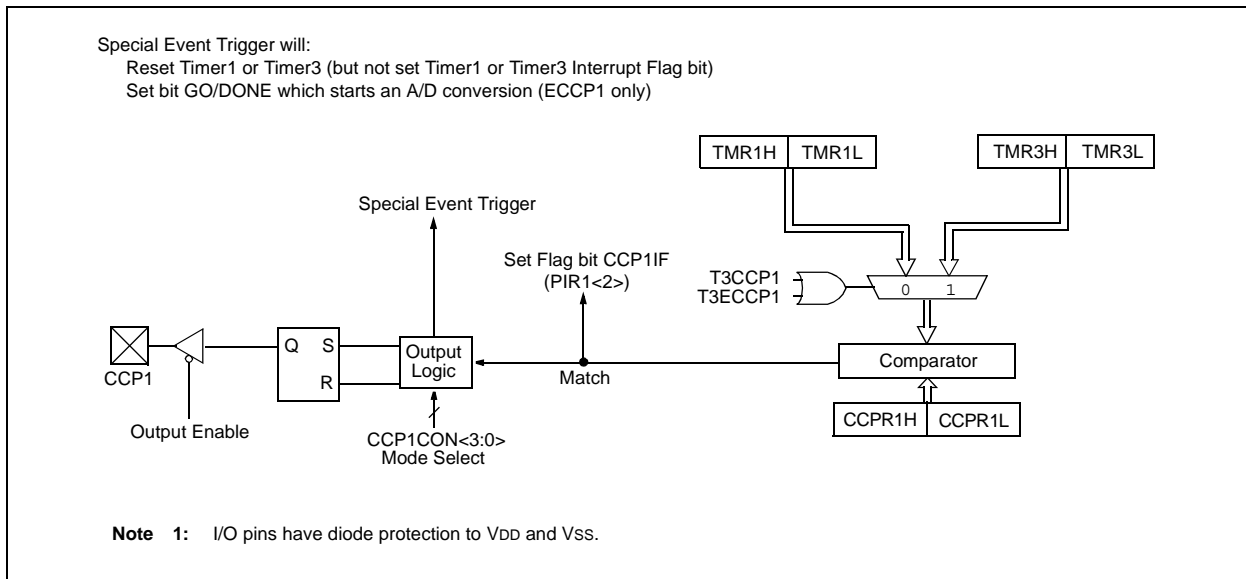 Special Event Trigger will:
Reset Timer1 or Timer3 (but not set Timer1 or Timer3 Interrupt Flag bit)
Set bit GO/DONE which starts an A/D conversion (ECCP1 only)
TMR1H TMR1L
TMR3H TMR3L
Special Event Trigger
Set Flag bit CCP1IF
(PIR1<2>)
T3CCP1
T3ECCP1
0 1
Q S
R
Output
Logic
Match
Comparator
CCP1
Output Enable
CCP1CON<3:0>
Mode Select
CCPR1H CCPR1L
Note 1: I/O pins have diode protection to VDD and VSS.